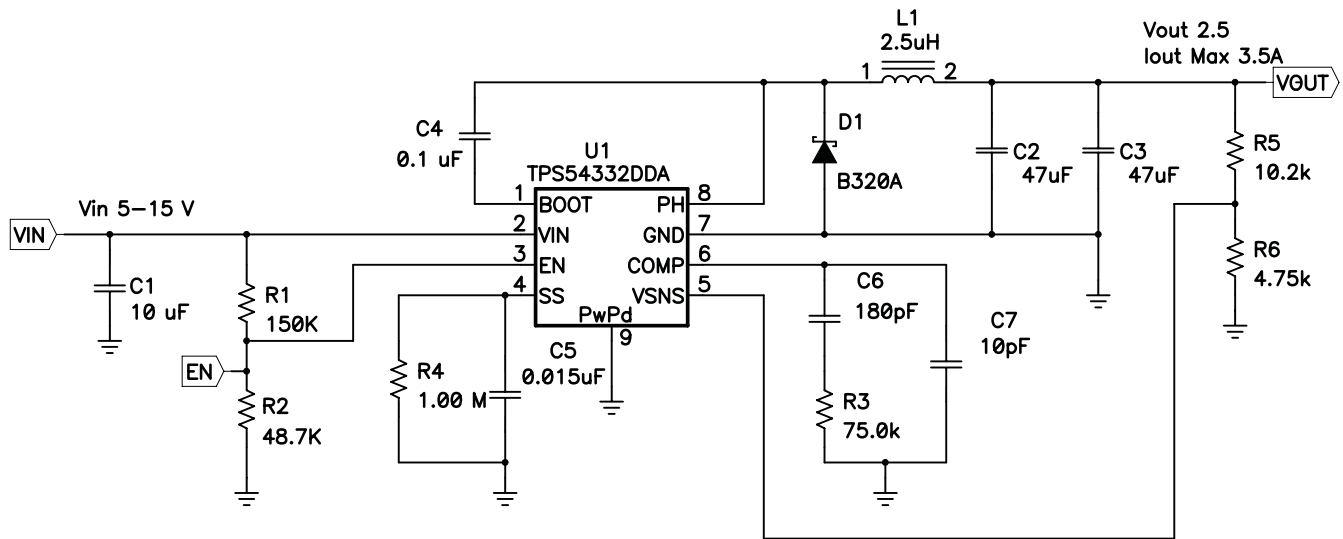 L1
2.5uH
1 2
Vout 2.5
Iout Max 3.5A
VOUT
C4
0.1 uF
D1
B320A
C2
47uF
C3
47uF
R5
10.2k
R6
4.75k
U1
TPS54332DDA
1 BOOT PH 8
2 VIN GND 7
3 EN COMP 6
4 SS VSNS 5
PwPd
9
Vin 5-15 V
VIN
C1
10 uF
R1
150K
EN
R2
48.7K
R4
1.00 M
C5
0.015uF
C6
180pF
R3
75.0k
C7
10pF